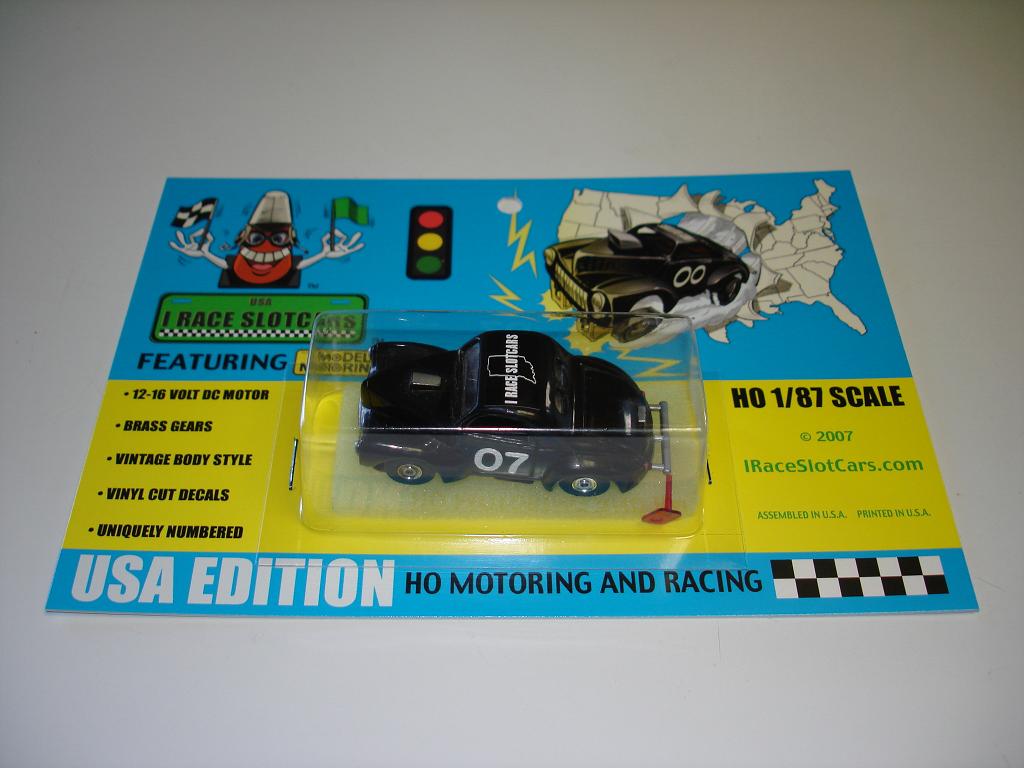 USA
I RACE SLOTCARS
TM
FEATURING MODEL
MOTORING
00
I RACE SLOTCARS
07
• 12-16 VOLT DC MOTOR
• BRASS GEARS
• VINTAGE BODY STYLE
• VINYL CUT DECALS
• UNIQUELY NUMBERED
HO 1/87 SCALE
© 2007
IRaceSlotCars.com
ASSEMBLED IN U.S.A. PRINTED IN U.S.A.
USA EDITION HO MOTORING AND RACING